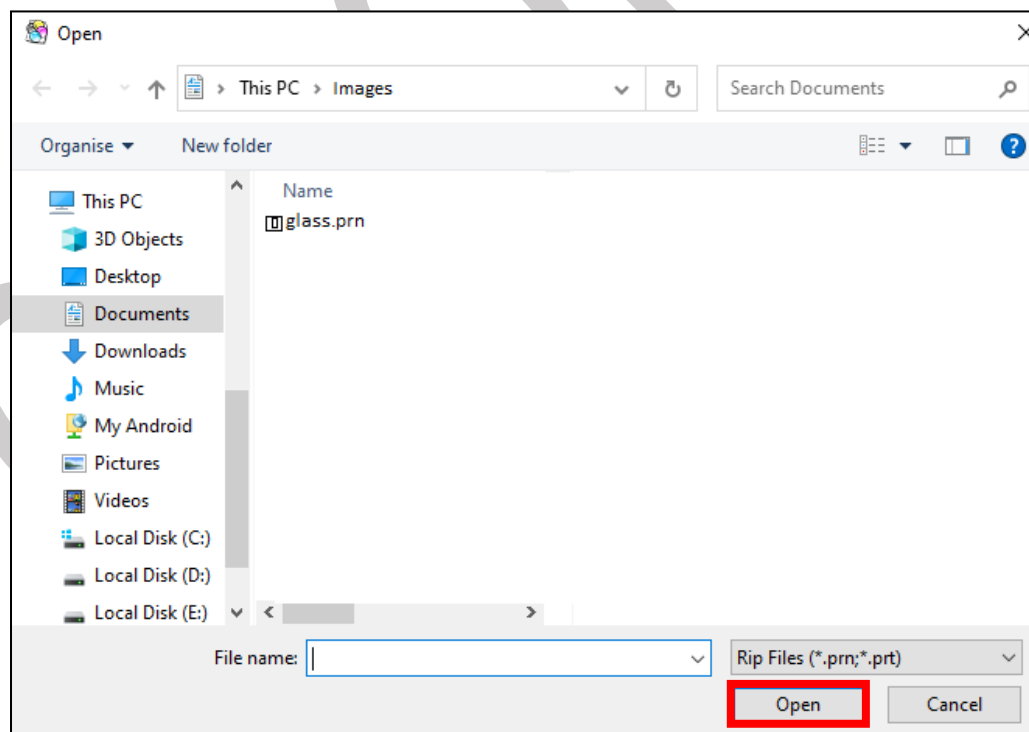 Open
This PC > Images
Search Documents
Organise
New folder
This PC
3D Objects
Desktop
Documents
Downloads
Music
My Android
Pictures
Videos
Local Disk (C:)
Local Disk (D:)
Local Disk (E:)
Name
glass.prn
File name:
Rip Files (*.prn;*.prt)
Open
Cancel